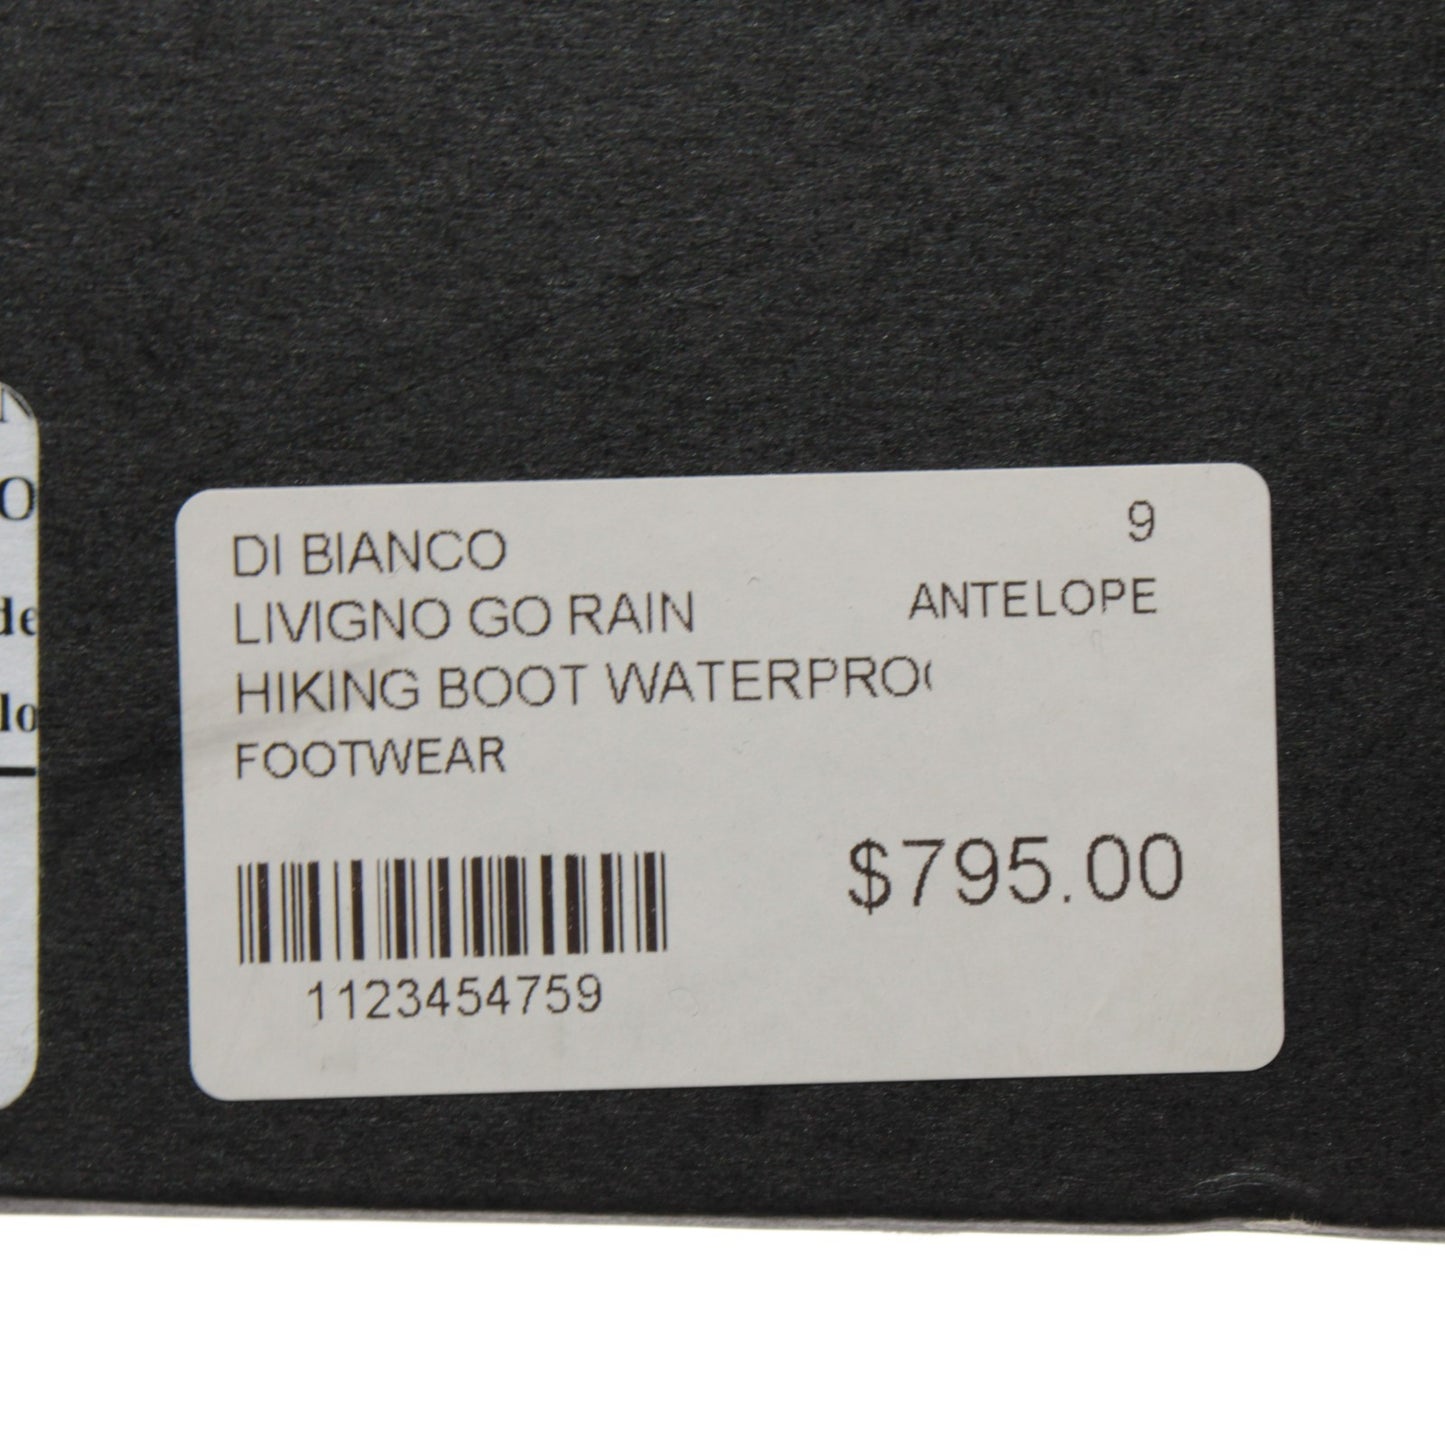 DI BIANCO
9
LIVIGNO GO RAIN
ANTELOPE
HIKING BOOT WATERPRO
FOOTWEAR
$795.00
1123454759